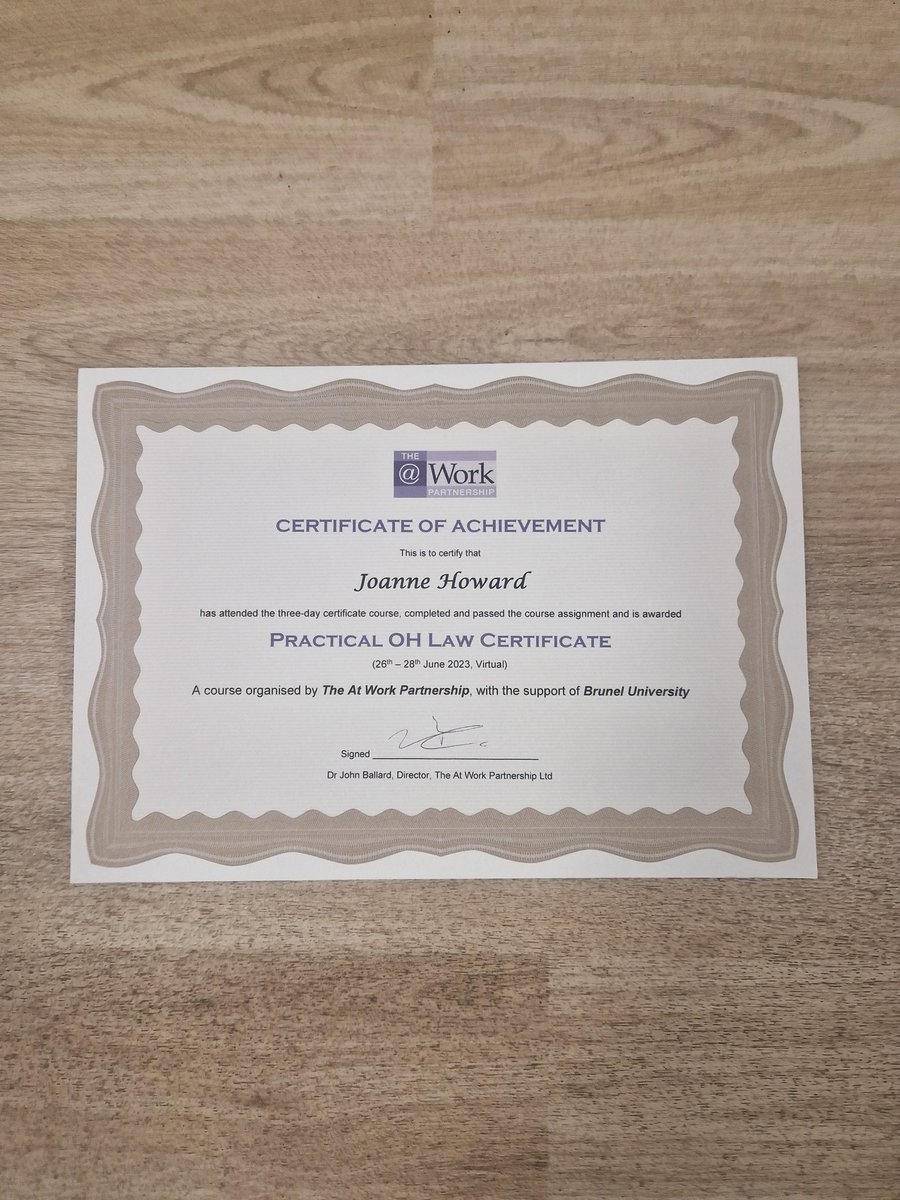 THE
@ Work
PARTNERSHIP
CERTIFICATE OF ACHIEVEMENT
This is to certify that
Joanne Howard
has attended the three-day certificate course, completed and passed the course assignment and is awarded
PRACTICAL OH LAW CERTIFICATE
(26th – 28th June 2023, Virtual)
A course organised by The At Work Partnership, with the support of Brunel University
Signed
Dr John Ballard, Director, The At Work Partnership Ltd